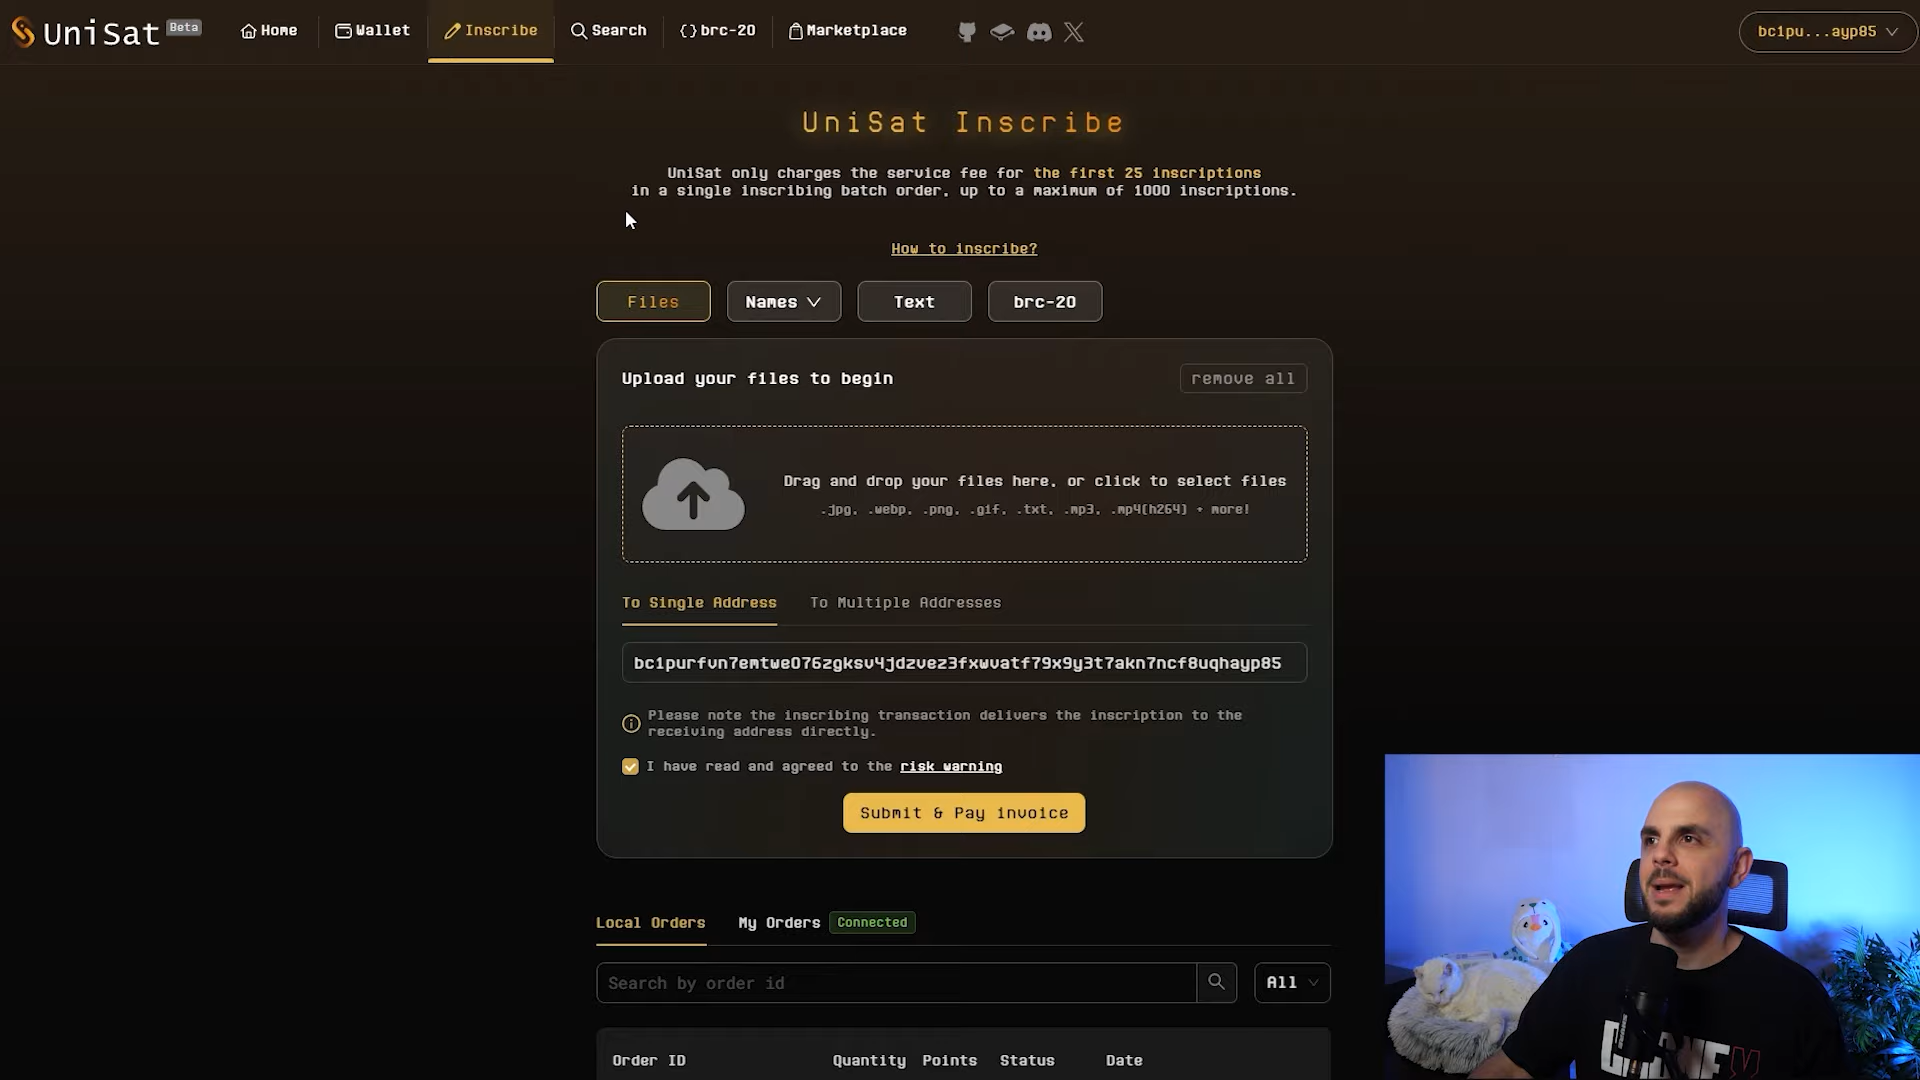 UniSat Beta
Home
Wallet
Inscribe
Search
brc-20
Marketplace
bc1pu...ayp85
UniSat Inscribe
UniSat only charges the service fee for the first 25 inscriptions
in a single inscribing batch order, up to a maximum of 1000 inscriptions.
How to inscribe?
Files
Names
Text
brc-20
Upload your files to begin
remove all
Drag and drop your files here, or click to select files
.jpg, .webp, .png, .gif, .txt, .mp3, .mp4(h264) + more!
To Single Address
To Multiple Addresses
bc1purfvn7emtwe076zgksv4jdzvez3fxwvatf79x9y3t7akn7ncf8uqhayp85
Please note the inscribing transaction delivers the inscription to the
receiving address directly.
I have read and agreed to the risk warning
Submit & Pay invoice
Local Orders
My Orders
Connected
Search by order id
All
Order ID
Quantity
Points
Status
Date